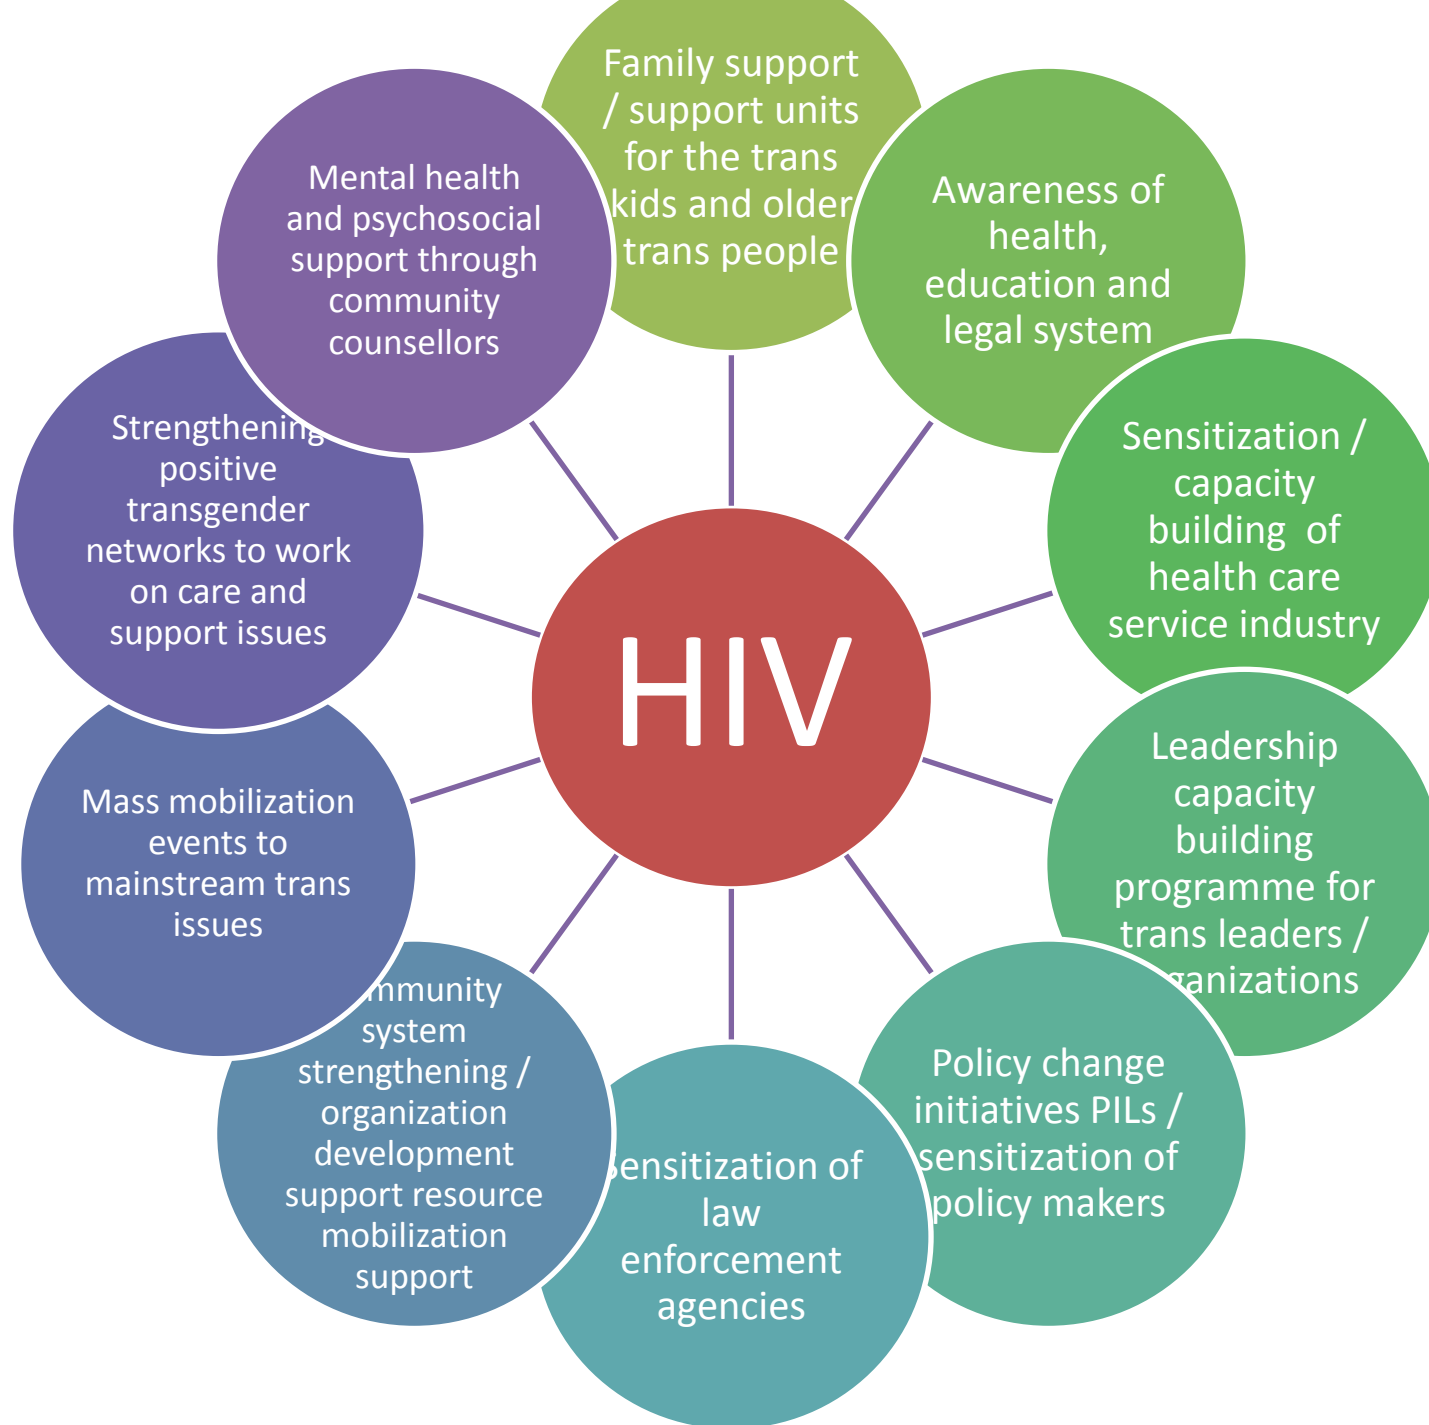 Family support
/ support units
for the trans
kids and older
trans people
Awareness of
health,
education and
legal system
Sensitization /
capacity
building of
health care
service industry
Leadership
capacity
building
programme for
trans leaders /
ganizations
Policy change
initiatives PILs /
sensitization of
policy makers
Sensitization of
law
enforcement
agencies
mmunity
system
strengthening /
organization
development
support resource
mobilization
support
Mass mobilization
events to
mainstream trans
issues
Strengthening
positive
transgender
networks to work
on care and
support issues
Mental health
and psychosocial
support through
community
counsellors
HIV